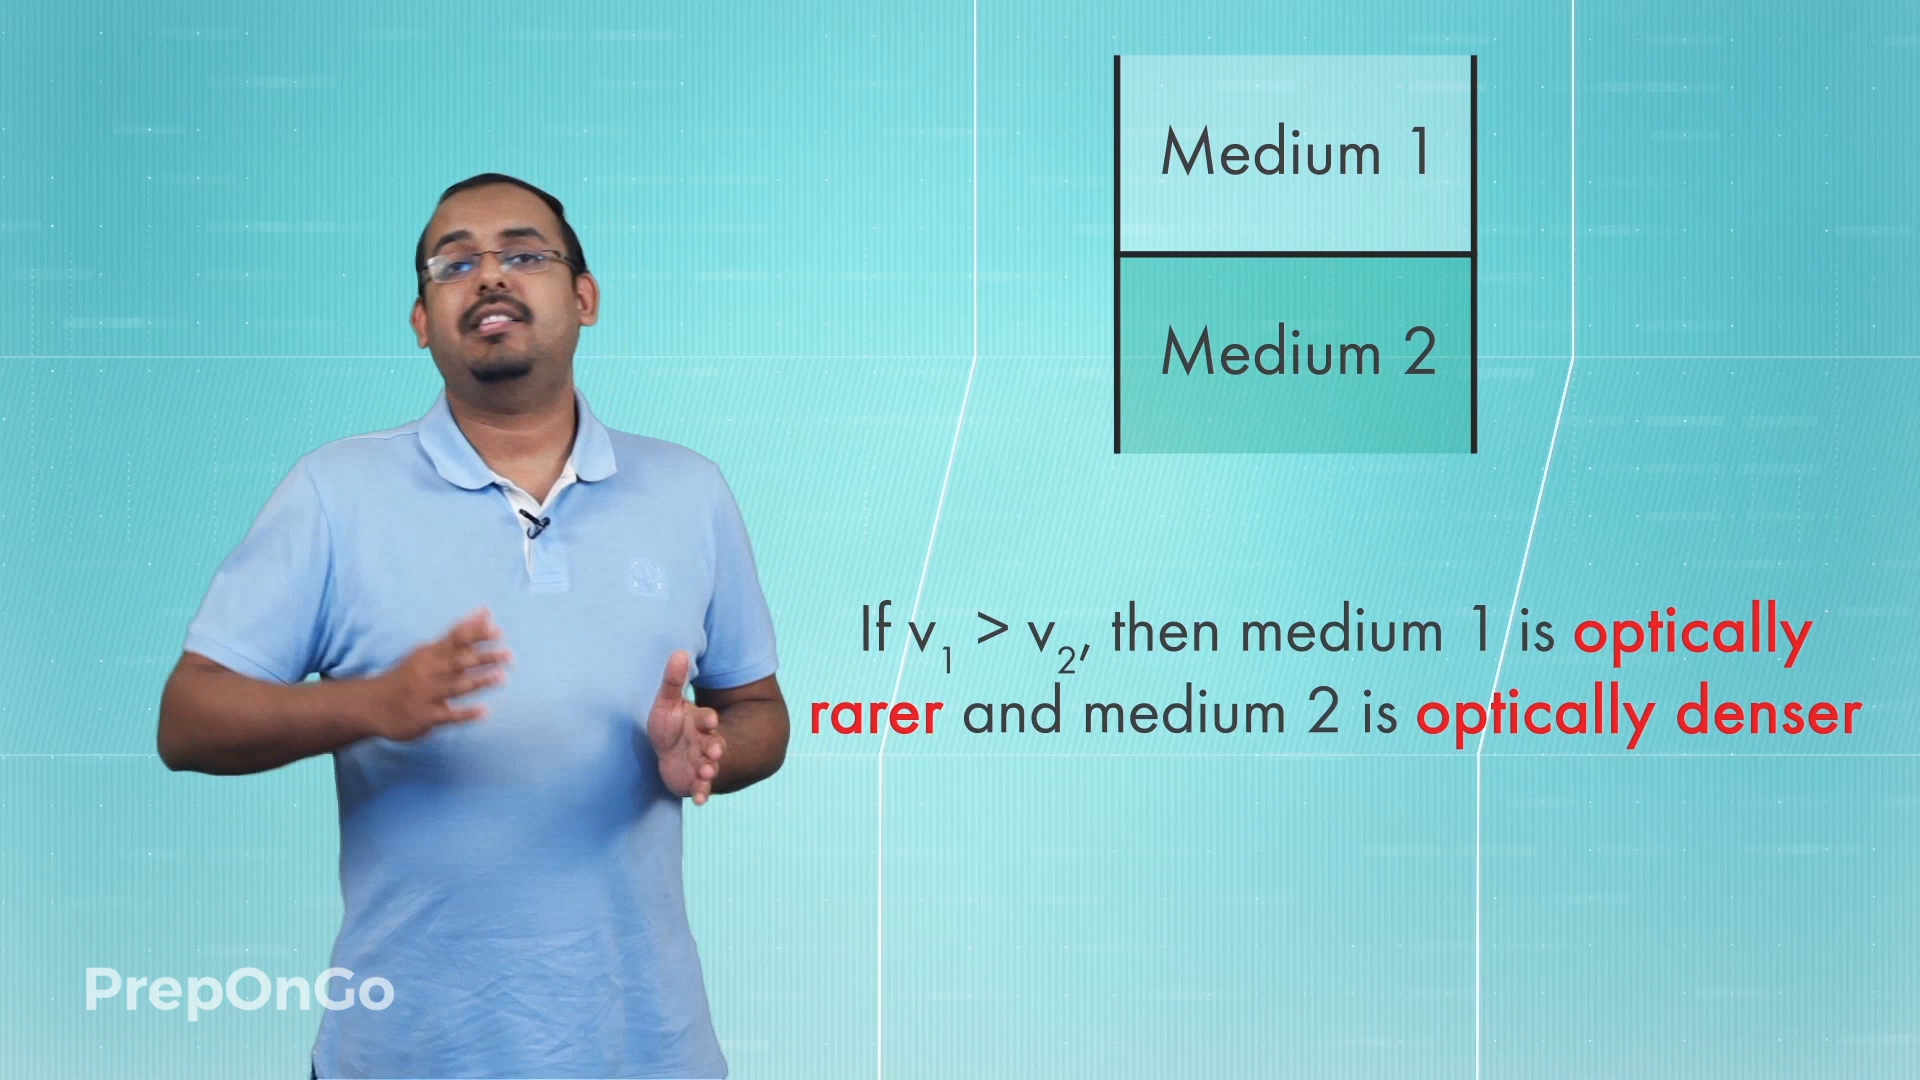 Medium 1
Medium 2
If v₁ > v₂, then medium 1 is optically
rarer and medium 2 is optically denser
PrepOnGo